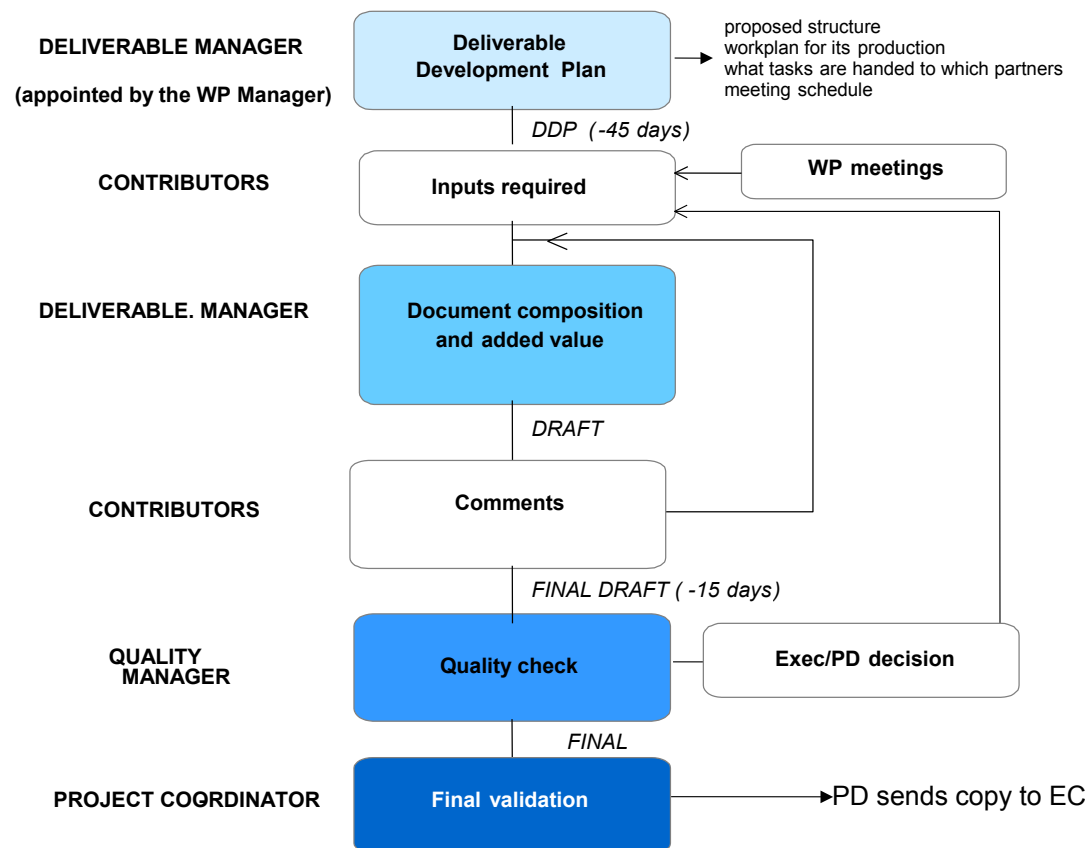 DELIVERABLE MANAGER
(appointed by the WP Manager)
Deliverable
Development Plan
proposed structure
workplan for its production
what tasks are handed to which partners
meeting schedule
DDP (-45 days)
CONTRIBUTORS
Inputs required
WP meetings
DELIVERABLE. MANAGER
Document composition
and added value
DRAFT
CONTRIBUTORS
Comments
FINAL DRAFT ( -15 days)
QUALITY
MANAGER
Quality check
Exec/PD decision
FINAL
PROJECT COORDINATOR
Final validation
PD sends copy to EC